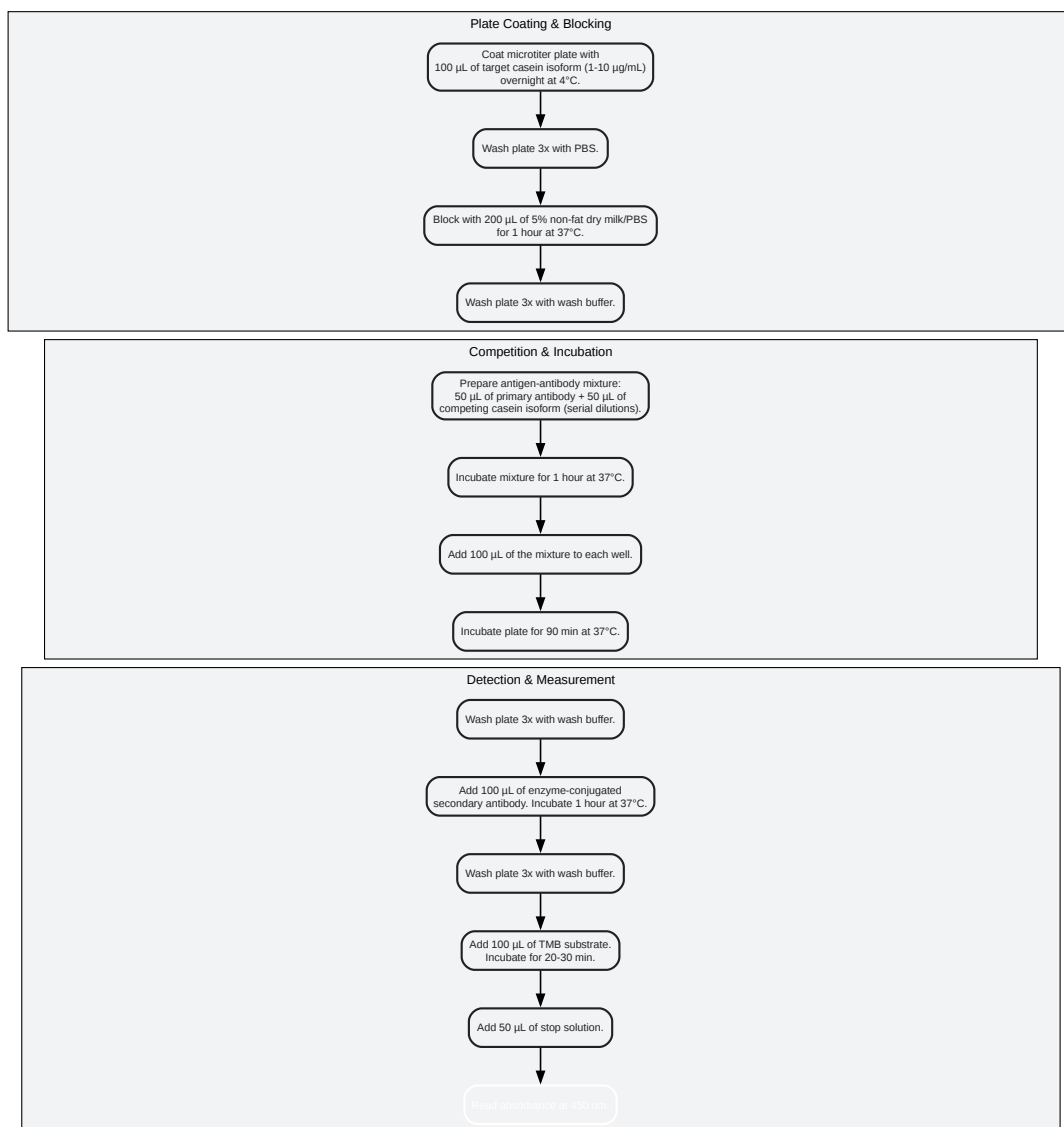 Plate Coating & Blocking
Coat microtiter plate with
100 µL of target casein isoform (1-10 µg/mL)
overnight at 4°C.
Wash plate 3x with PBS.
Block with 200 µL of 5% non-fat dry milk/PBS
for 1 hour at 37°C.
Wash plate 3x with wash buffer.
Competition & Incubation
Prepare antigen-antibody mixture:
50 µL of primary antibody + 50 µL of
competing casein isoform (serial dilutions).
Incubate mixture for 1 hour at 37°C.
Add 100 µL of the mixture to each well.
Incubate plate for 90 min at 37°C.
Detection & Measurement
Wash plate 3x with wash buffer.
Add 100 µL of enzyme-conjugated
secondary antibody. Incubate 1 hour at 37°C.
Wash plate 3x with wash buffer.
Add 100 µL of TMB substrate.
Incubate for 20-30 min.
Add 50 µL of stop solution.
Read absorbance at 450 nm.